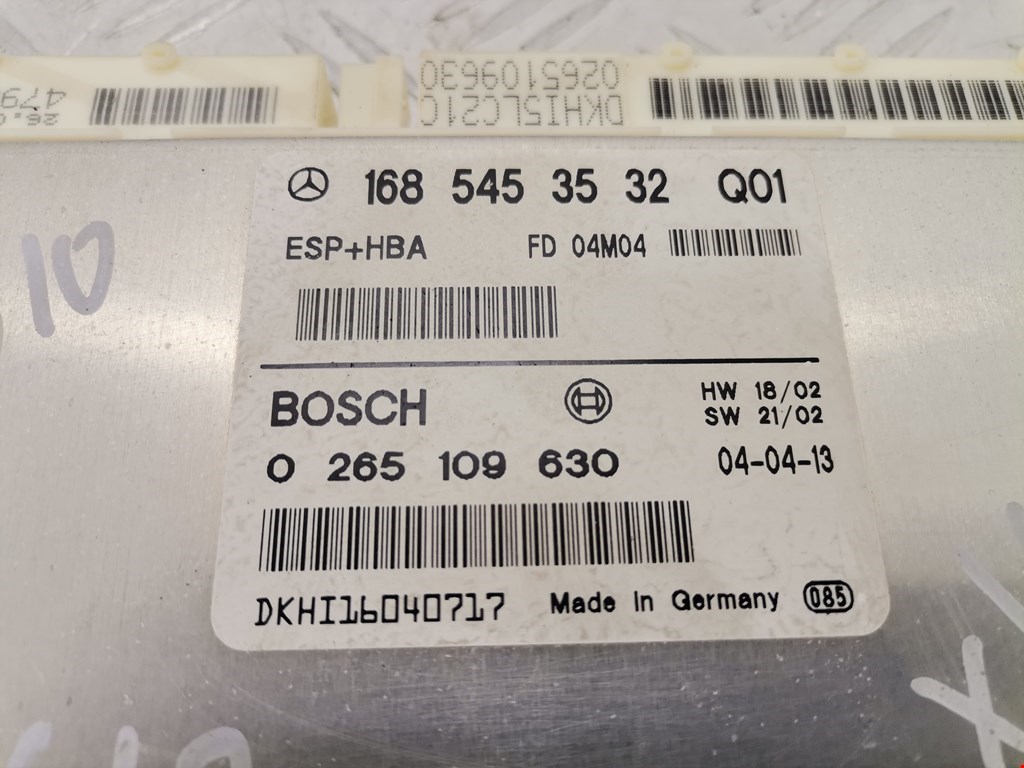 DKHI5LC21C
0265109630
168 545 35 32 Q01
ESP+HBA FD 04M04
10
BOSCH HW 18/02
SW 21/02
0 265 109 630 04-04-13
DKHI16040717 Made in Germany 085